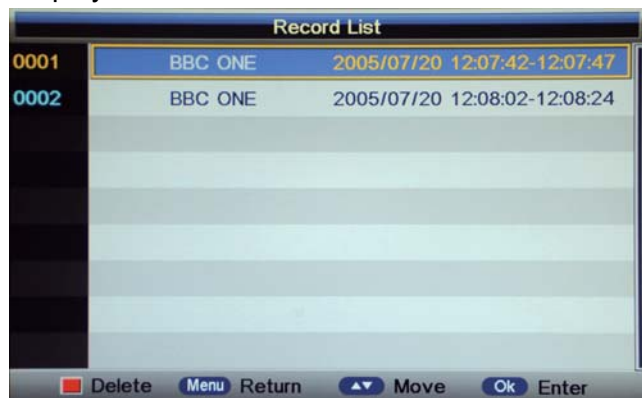 Record List
0001 BBC ONE 2005/07/20 12:07:42-12:07:47
0002 BBC ONE 2005/07/20 12:08:02-12:08:24
Delete Menu Return Move Ok Enter